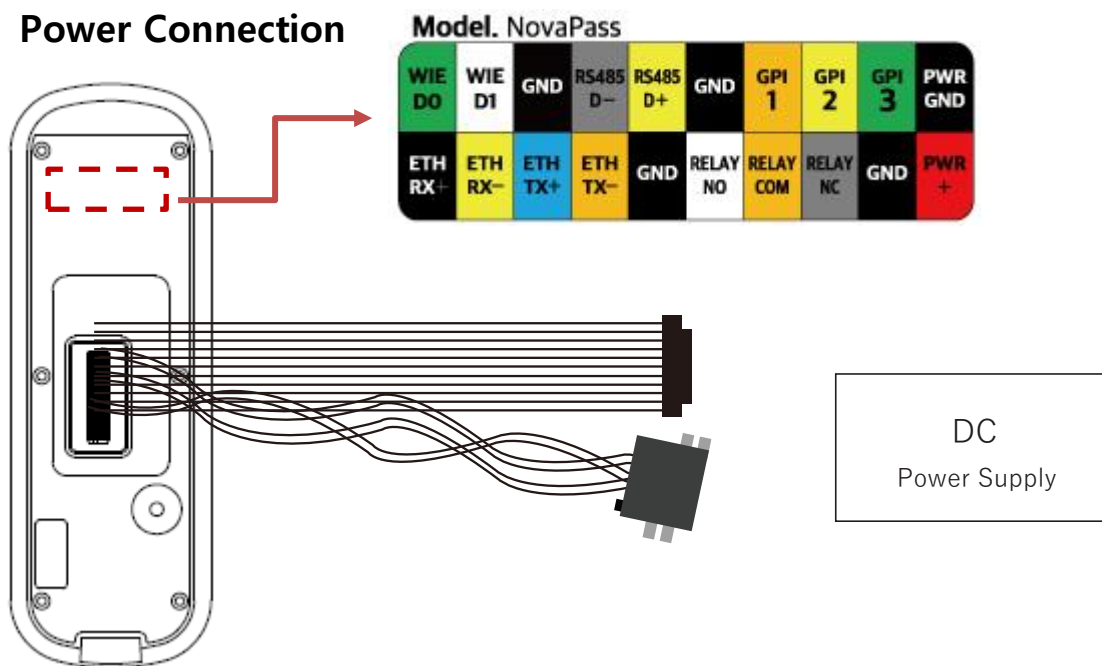 Power Connection
Model. NovaPass
WIE D0 WIE D1 GND RS485 D− RS485 D+ GND GPI 1 GPI 2 GPI 3 PWR GND
ETH RX+ ETH RX− ETH TX+ ETH TX− GND RELAY NO RELAY COM RELAY NC GND PWR +
DC
Power Supply